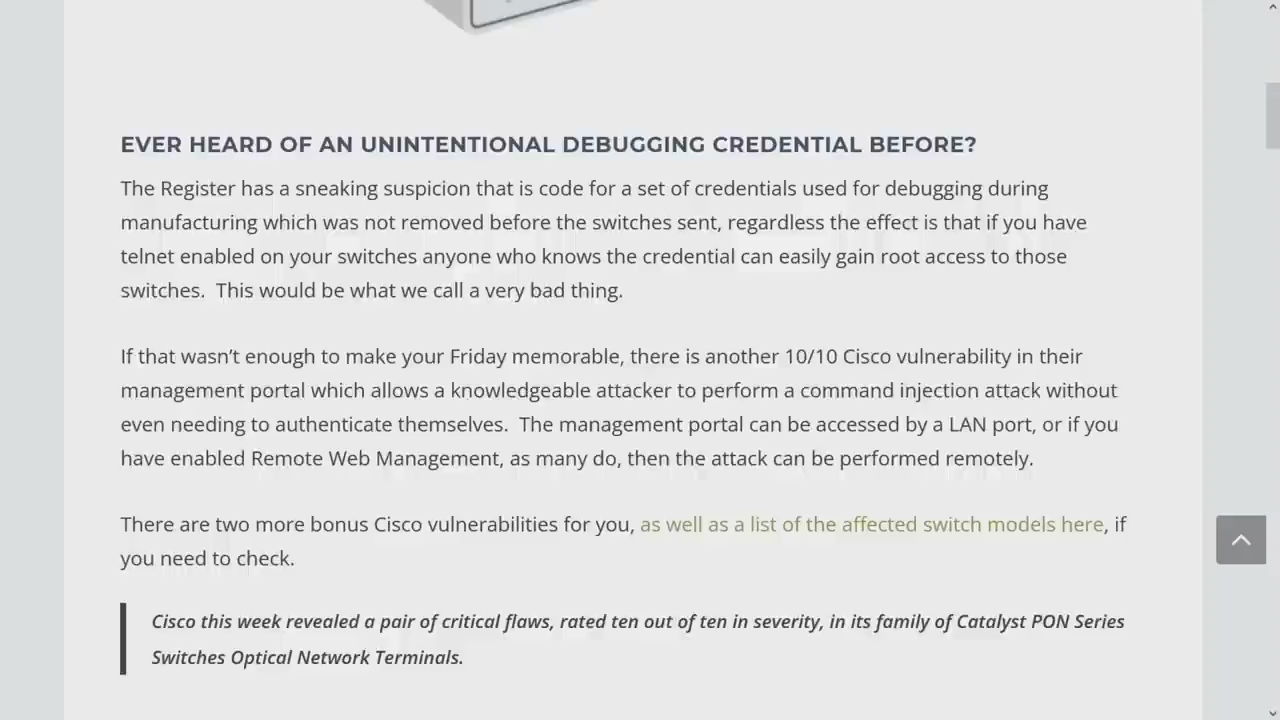 EVER HEARD OF AN UNINTENTIONAL DEBUGGING CREDENTIAL BEFORE?
The Register has a sneaking suspicion that is code for a set of credentials used for debugging during
manufacturing which was not removed before the switches sent, regardless the effect is that if you have
telnet enabled on your switches anyone who knows the credential can easily gain root access to those
switches.  This would be what we call a very bad thing.
If that wasn’t enough to make your Friday memorable, there is another 10/10 Cisco vulnerability in their
management portal which allows a knowledgeable attacker to perform a command injection attack without
even needing to authenticate themselves.  The management portal can be accessed by a LAN port, or if you
have enabled Remote Web Management, as many do, then the attack can be performed remotely.
There are two more bonus Cisco vulnerabilities for you, as well as a list of the affected switch models here, if
you need to check.
Cisco this week revealed a pair of critical flaws, rated ten out of ten in severity, in its family of Catalyst PON Series
Switches Optical Network Terminals.